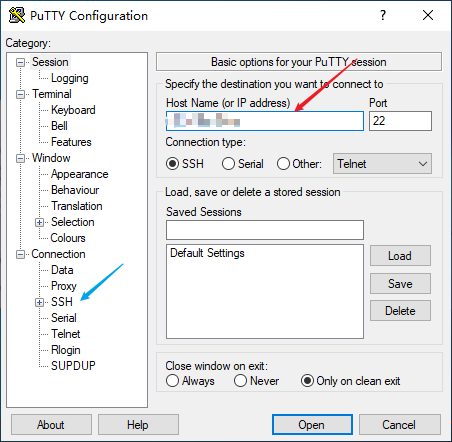 PuTTY Configuration
?
Category:
Session
Logging
Terminal
Keyboard
Bell
Features
Window
Appearance
Behaviour
Translation
Selection
Colours
Connection
Data
Proxy
SSH
Serial
Telnet
Rlogin
SUPDUP
Basic options for your PuTTY session
Specify the destination you want to connect to
Host Name (or IP address) Port
22
Connection type:
SSH Serial Other: Telnet
Load, save or delete a stored session
Saved Sessions
Default Settings
Load
Save
Delete
Close window on exit:
Always Never Only on clean exit
About Help Open Cancel